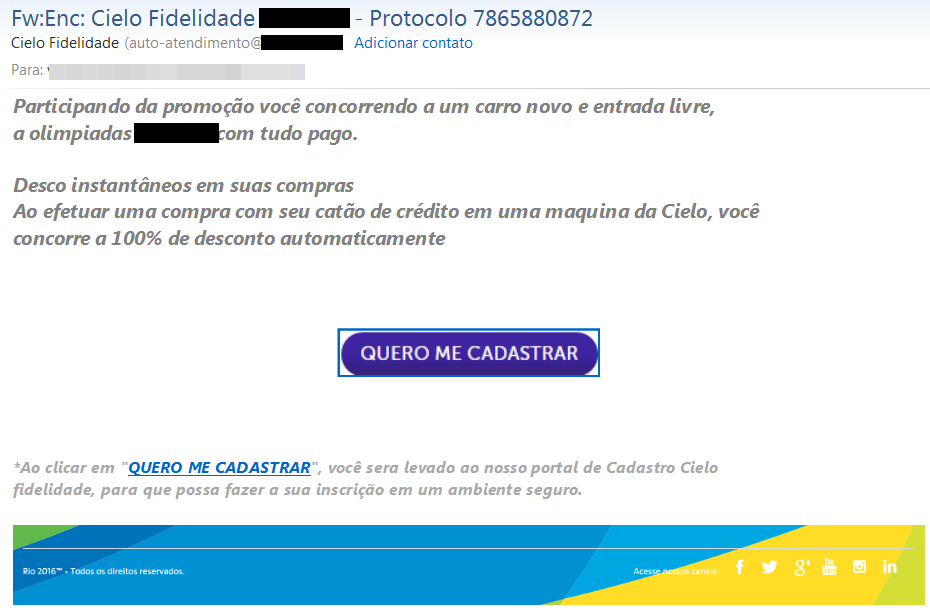 Fw:Enc: Cielo Fidelidade - Protocolo 7865880872
Cielo Fidelidade (auto-atendimento@ Adicionar contato
Para:
Participando da promoção você concorrendo a um carro novo e entrada livre,
a olimpiadas com tudo pago.
Desco instantâneos em suas compras
Ao efetuar uma compra com seu catão de crédito em uma maquina da Cielo, você
concorre a 100% de desconto automaticamente
QUERO ME CADASTRAR
*Ao clicar em "QUERO ME CADASTRAR", você sera levado ao nosso portal de Cadastro Cielo
fidelidade, para que possa fazer a sua inscrição em um ambiente seguro.
Rio 2016™ • Todos os direitos reservados.
Acesse nossos canais: f g+ You Tube in